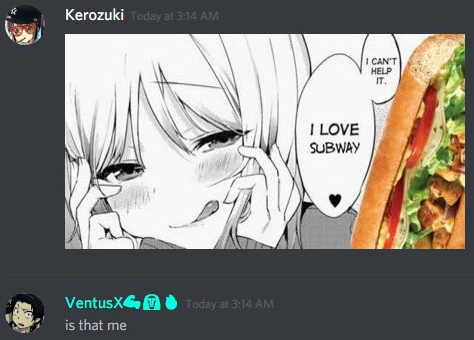 Kerozuki Today at 3:14 AM
I CAN'T
HELP
IT.
I LOVE
SUBWAY
VentusX Today at 3:14 AM
is that me